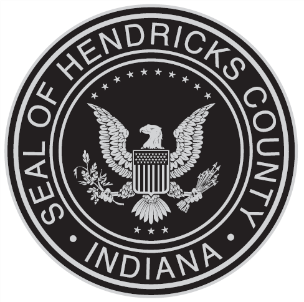 SEAL OF HENDRICKS COUNTY
• INDIANA •